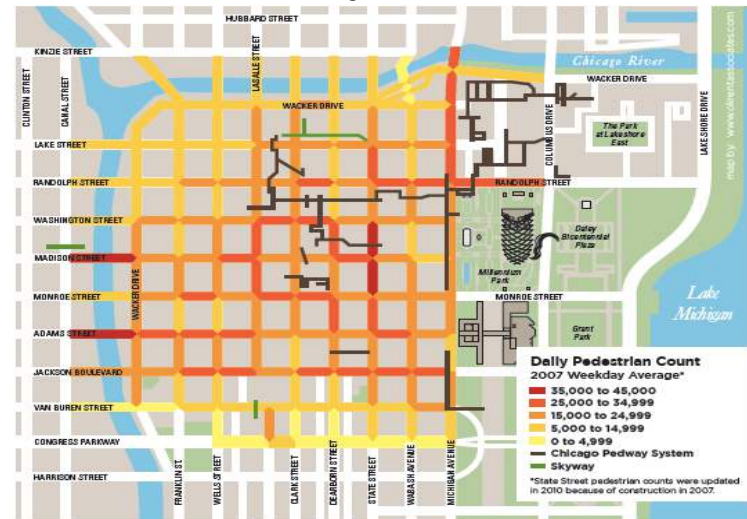 HUBBARD STREET
KINZIE STREET
CLINTON STREET
CANAL STREET
LASALLE STREET
Chicago River
WACKER DRIVE
WACKER DRIVE
COLUMBUS DRIVE
LAKE SHORE DRIVE
The Park
at Lakeshore
East
LAKE STREET
RANDOLPH STREET
RANDOLPH STREET
WASHINGTON STREET
Daley
Bicentennial
Plaza
MADISON STREET
Millennium
Park
WACKER DRIVE
MONROE STREET
MONROE STREET
Lake
Michigan
ADAMS STREET
Grant
Park
JACKSON BOULEVARD
VAN BUREN STREET
CONGRESS PARKWAY
HARRISON STREET
FRANKLIN ST.
WELLS STREET
CLARK STREET
DEARBORN STREET
STATE STREET
WABASH AVENUE
MICHIGAN AVENUE
Daily Pedestrian Count
2007 Weekday Average*
35,000 to 45,000
25,000 to 34,999
15,000 to 24,999
5,000 to 14,999
0 to 4,999
Chicago Pedway System
Skyway
*State Street pedestrian counts were updated
in 2010 because of construction in 2007.
map by